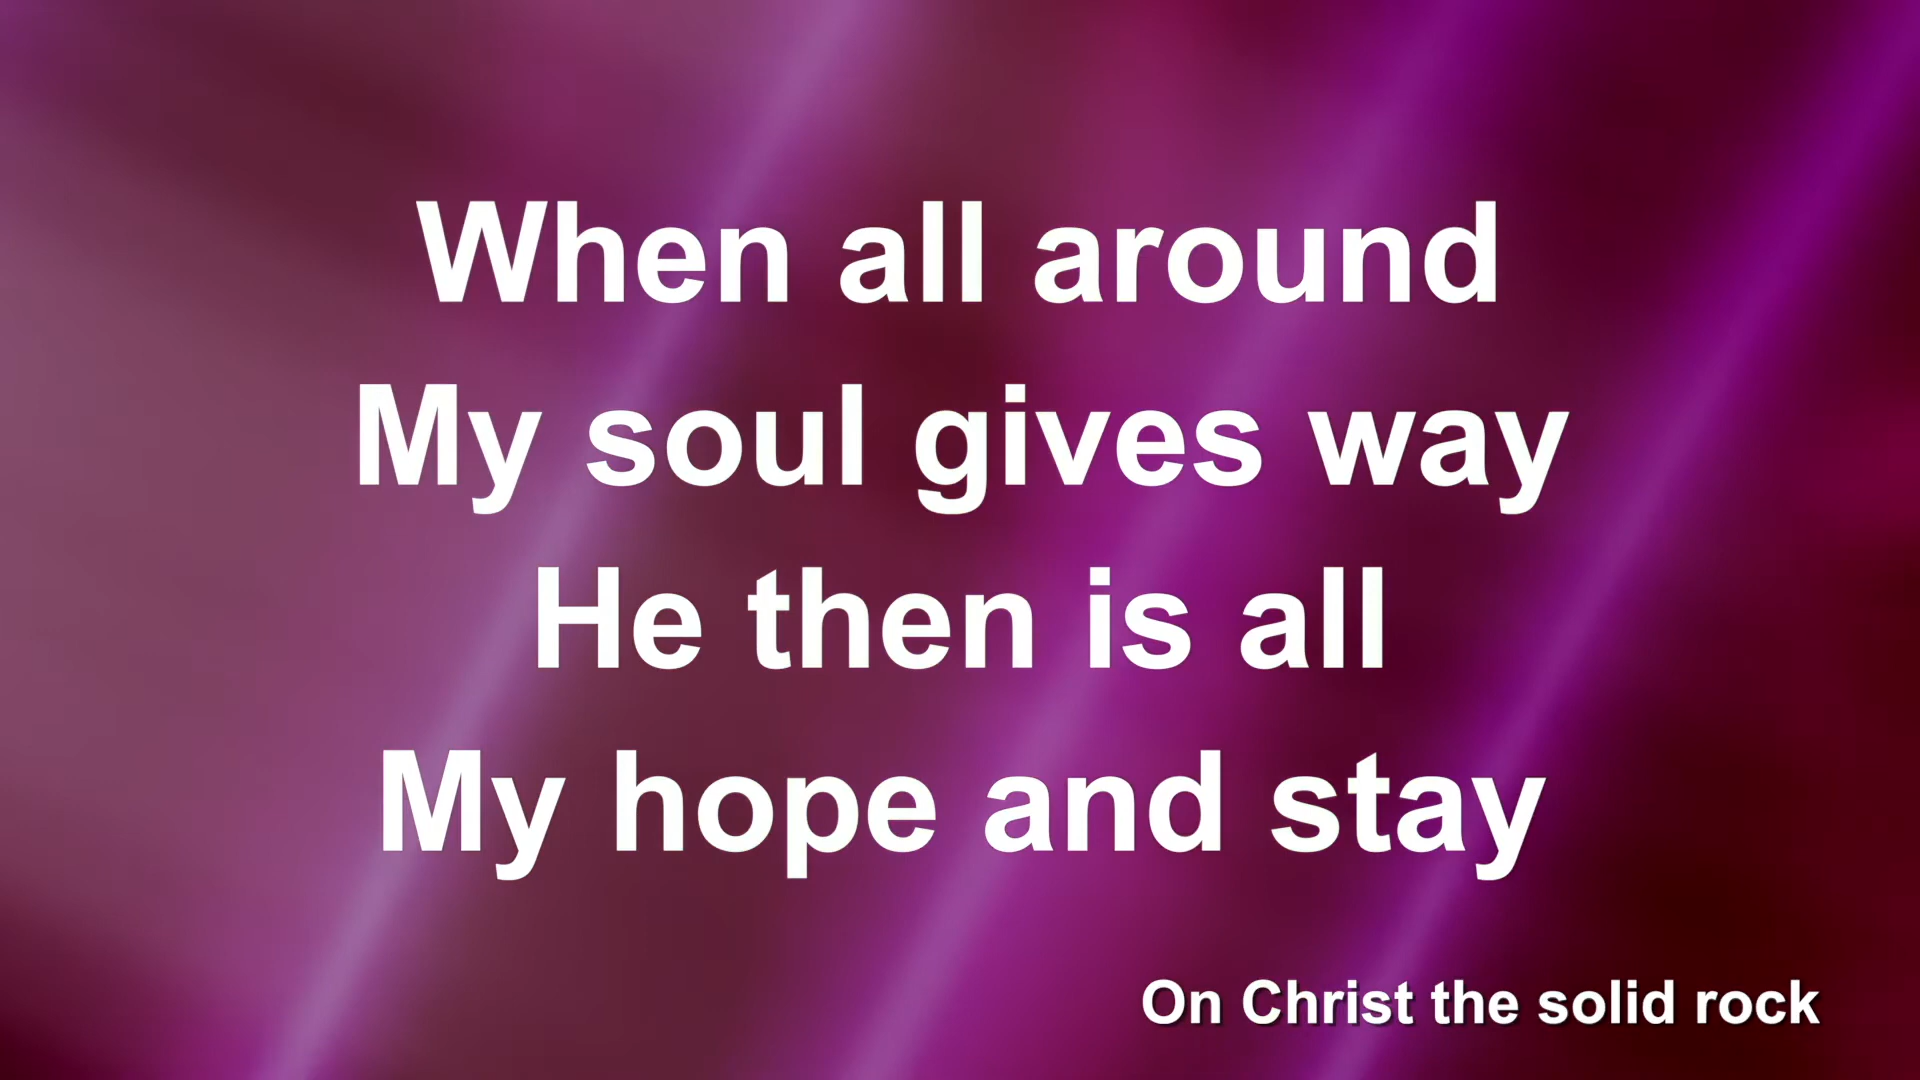 When all around
My soul gives way
He then is all
My hope and stay
On Christ the solid rock